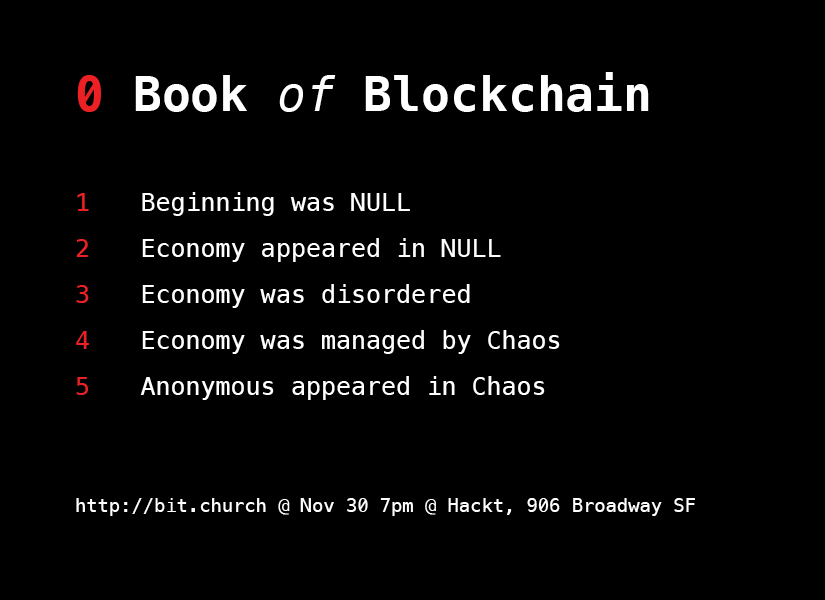 0 Book of Blockchain
1 Beginning was NULL
2 Economy appeared in NULL
3 Economy was disordered
4 Economy was managed by Chaos
5 Anonymous appeared in Chaos
http://bit.church @ Nov 30 7pm @ Hackt, 906 Broadway SF